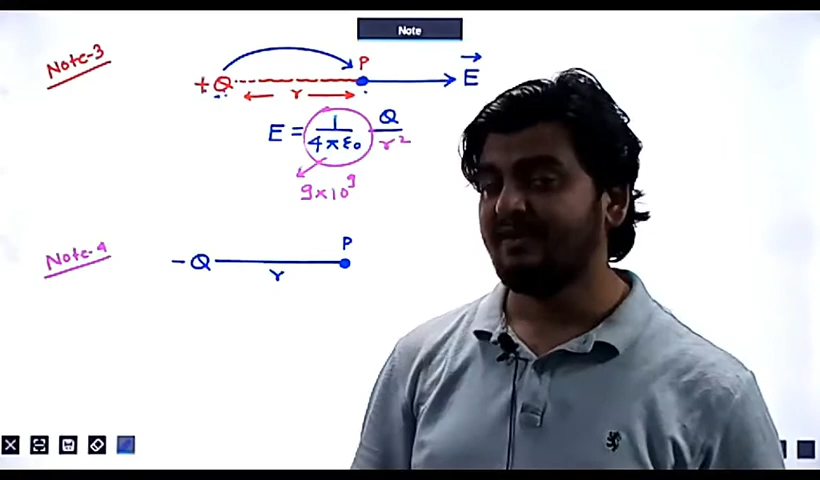 Note
Note-3
+Q P E
r
E = 1/4πε₀ Q/r²
9×10⁹
Note-4
P
-Q
r